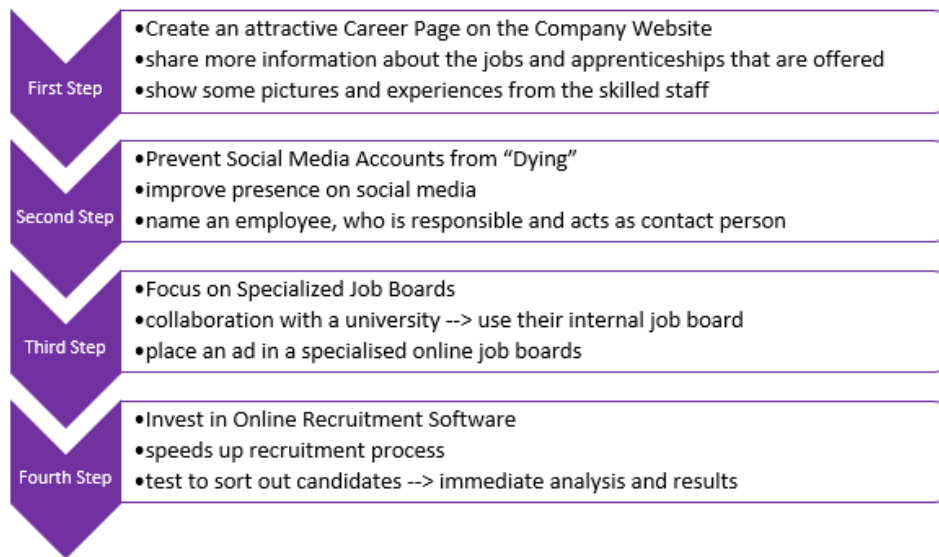 First Step
•Create an attractive Career Page on the Company Website
•share more information about the jobs and apprenticeships that are offered
•show some pictures and experiences from the skilled staff
Second Step
•Prevent Social Media Accounts from “Dying”
•improve presence on social media
•name an employee, who is responsible and acts as contact person
Third Step
•Focus on Specialized Job Boards
•collaboration with a university --> use their internal job board
•place an ad in a specialised online job boards
Fourth Step
•Invest in Online Recruitment Software
•speeds up recruitment process
•test to sort out candidates --> immediate analysis and results